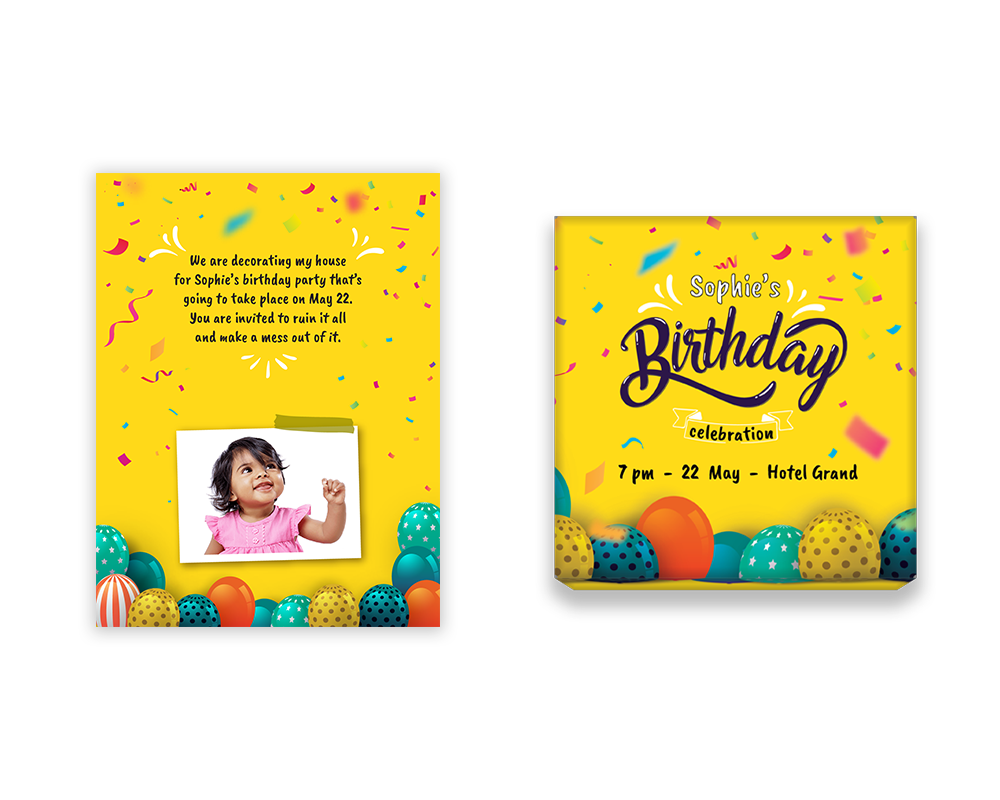 We are decorating my house
for Sophie's birthday party that's
going to take place on May 22.
You are invited to ruin it all
and make a mess out of it.
Sophie's
Birthday
celebration
7 pm - 22 May - Hotel Grand